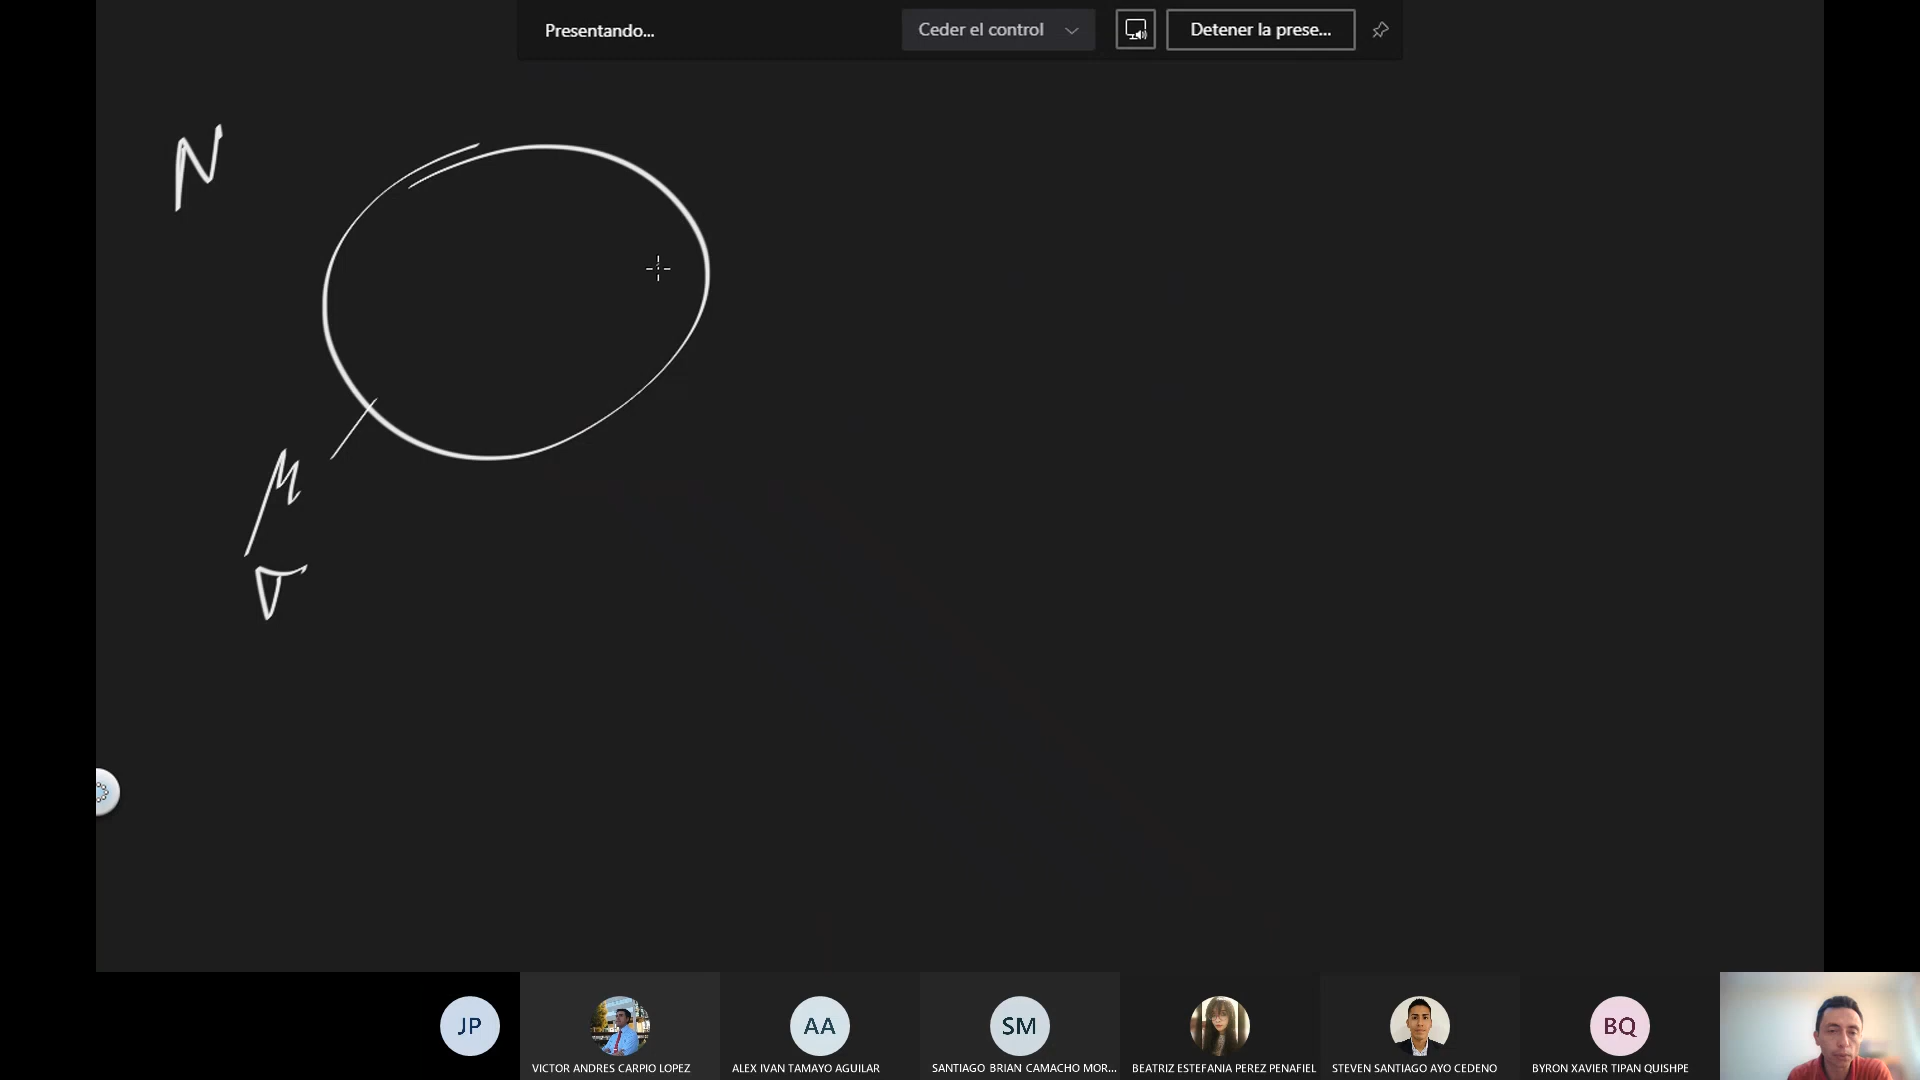 Presentando...
Ceder el control
Detener la prese...
N
μ
σ
JP
AA
SM
BQ
VICTOR ANDRES CARPIO LOPEZ
ALEX IVAN TAMAYO AGUILAR
SANTIAGO BRIAN CAMACHO MOR...
BEATRIZ ESTEFANIA PEREZ PENAFIEL
STEVEN SANTIAGO AYO CEDENO
BYRON XAVIER TIPAN QUISHPE